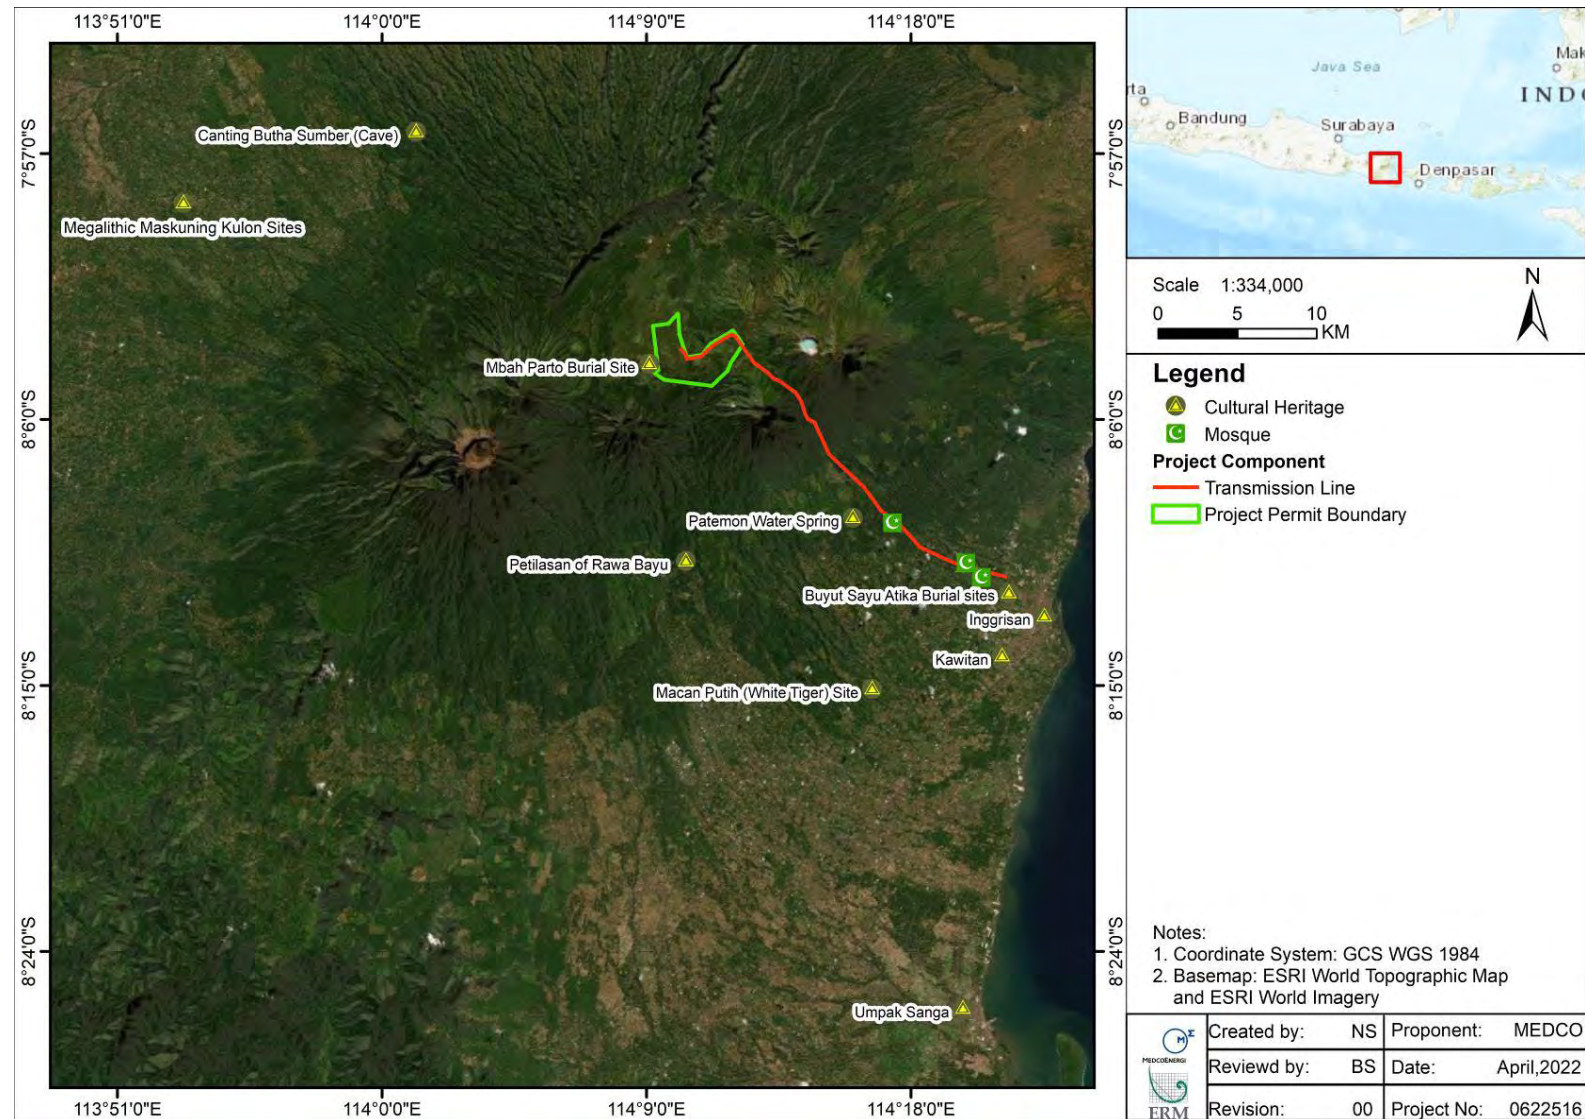 113°51'0"E
114°0'0"E
114°9'0"E
114°18'0"E
7°57'0"S
8°6'0"S
8°15'0"S
8°24'0"S
Canting Butha Sumber (Cave)
Megalithic Maskuning Kulon Sites
Mbah Parto Burial Site
Patemon Water Spring
Petilasan of Rawa Bayu
Buyut Sayu Atika Burial sites
Inggrisan
Kawitan
Macan Putih (White Tiger) Site
Umpak Sanga
7°57'0"S
8°6'0"S
8°15'0"S
8°24'0"S
113°51'0"E
114°0'0"E
114°9'0"E
114°18'0"E
Java Sea
Mak
INDO
rta
Bandung
Surabaya
Denpasar
Scale 1:334,000
0 5 10
KM
N
Legend
Cultural Heritage
Mosque
Project Component
Transmission Line
Project Permit Boundary
Notes:
1. Coordinate System: GCS WGS 1984
2. Basemap: ESRI World Topographic Map
and ESRI World Imagery
MEDCOENERGI
ERM
Created by: NS
Proponent: MEDCO
Reviewd by: BS
Date: April,2022
Revision: 00
Project No: 0622516